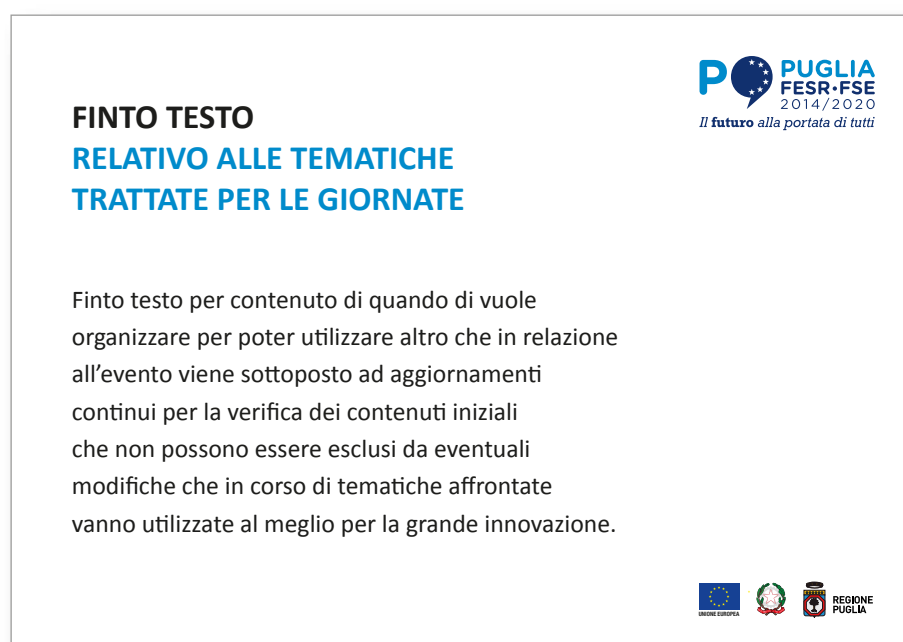 PO PUGLIA
FESR•FSE
2014/2020
Il futuro alla portata di tutti
FINTO TESTO
RELATIVO ALLE TEMATICHE
TRATTATE PER LE GIORNATE
Finto testo per contenuto di quando di vuole
organizzare per poter utilizzare altro che in relazione
all’evento viene sottoposto ad aggiornamenti
continui per la verifica dei contenuti iniziali
che non possono essere esclusi da eventuali
modifiche che in corso di tematiche affrontate
vanno utilizzate al meglio per la grande innovazione.
UNIONE EUROPEA
REGIONE
PUGLIA